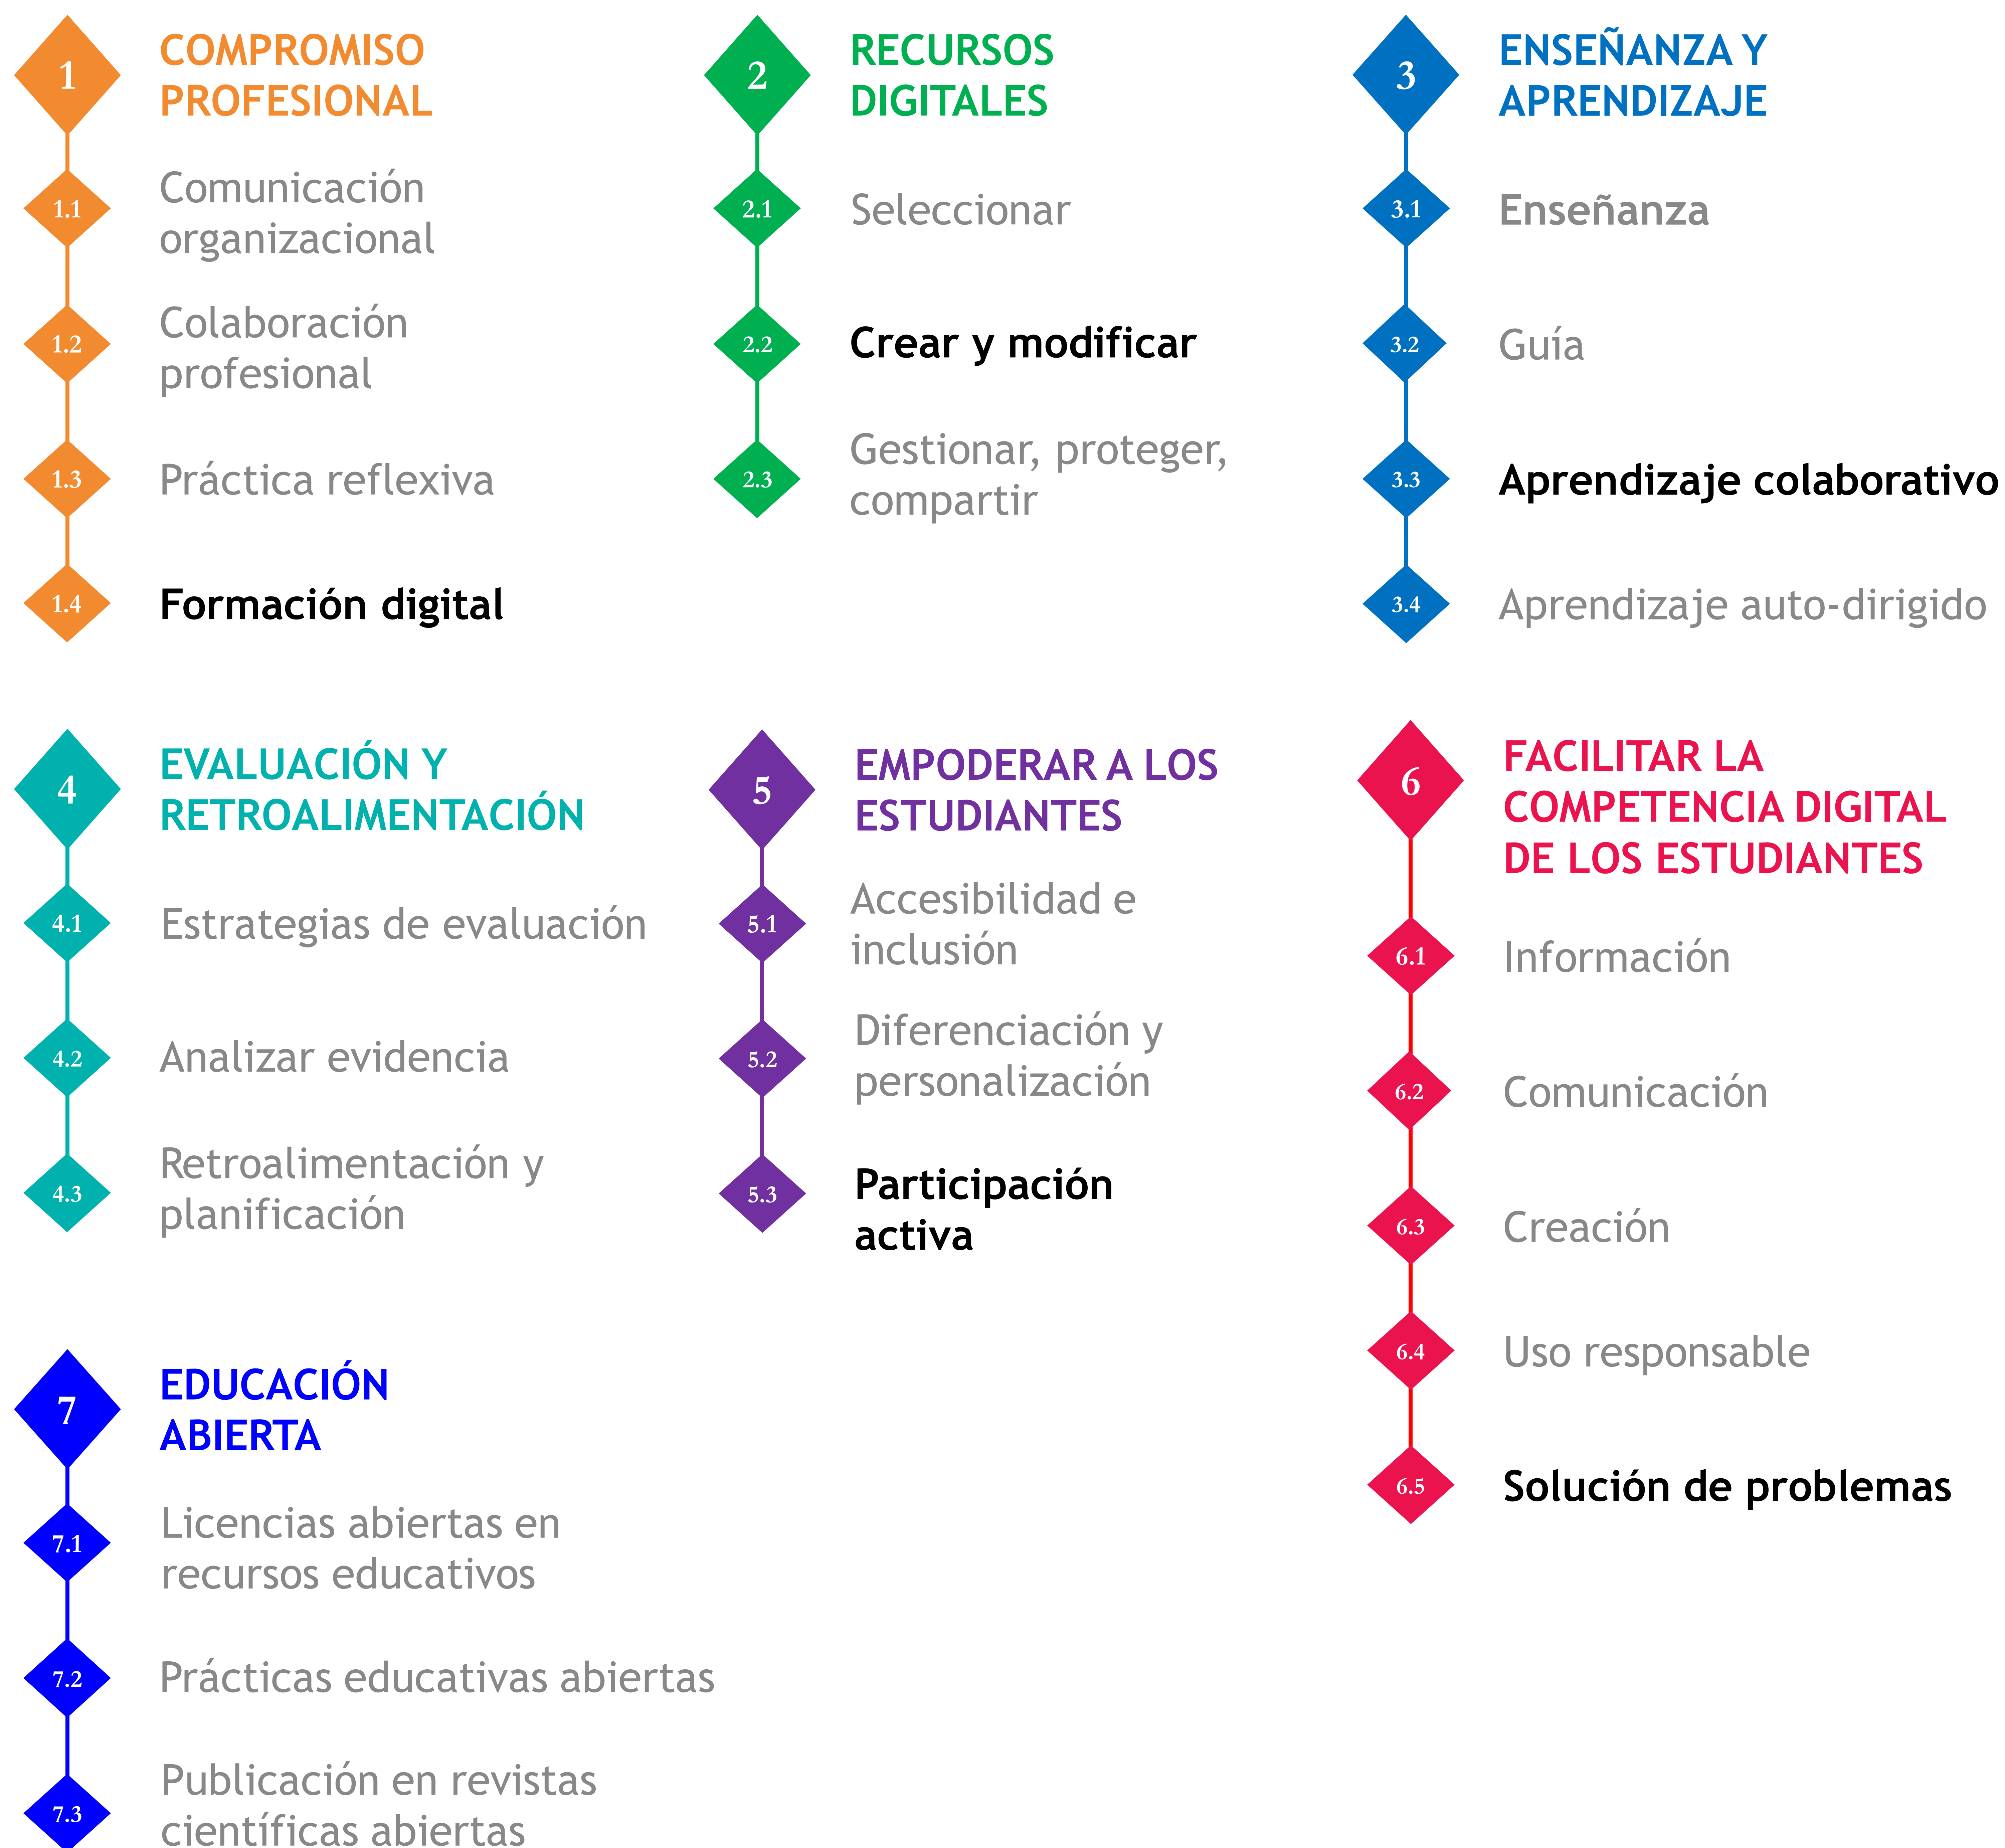 1
COMPROMISO
PROFESIONAL
1.1
Comunicación
organizacional
1.2
Colaboración
profesional
1.3
Práctica reflexiva
1.4
Formación digital
2
RECURSOS
DIGITALES
2.1
Seleccionar
2.2
Crear y modificar
2.3
Gestionar, proteger,
compartir
3
ENSEÑANZA Y
APRENDIZAJE
3.1
Enseñanza
3.2
Guía
3.3
Aprendizaje colaborativo
3.4
Aprendizaje auto-dirigido
4
EVALUACIÓN Y
RETROALIMENTACIÓN
4.1
Estrategias de evaluación
4.2
Analizar evidencia
4.3
Retroalimentación y
planificación
5
EMPODERAR A LOS
ESTUDIANTES
5.1
Accesibilidad e
inclusión
5.2
Diferenciación y
personalización
5.3
Participación
activa
6
FACILITAR LA
COMPETENCIA DIGITAL
DE LOS ESTUDIANTES
6.1
Información
6.2
Comunicación
6.3
Creación
6.4
Uso responsable
6.5
Solución de problemas
7
EDUCACIÓN
ABIERTA
7.1
Licencias abiertas en
recursos educativos
7.2
Prácticas educativas abiertas
7.3
Publicación en revistas
científicas abiertas